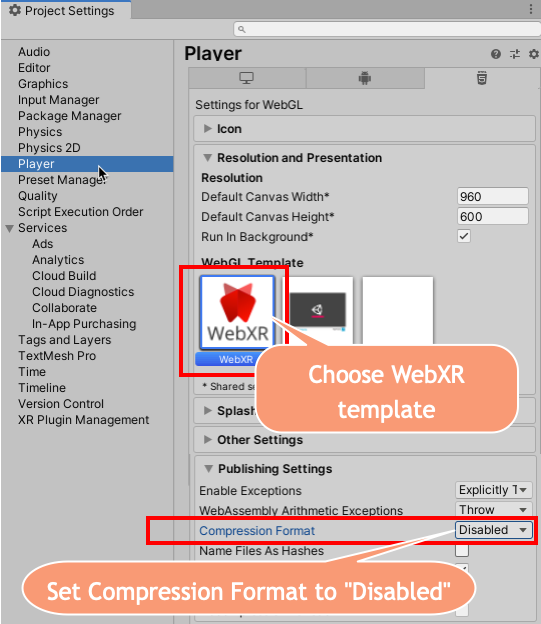 Project Settings
Audio
Editor
Graphics
Input Manager
Package Manager
Physics
Physics 2D
Player
Preset Manager
Quality
Script Execution Order
Services
Ads
Analytics
Cloud Build
Cloud Diagnostics
Collaborate
In-App Purchasing
Tags and Layers
TextMesh Pro
Time
Timeline
Version Control
XR Plugin Management
Player
Settings for WebGL
Icon
Resolution and Presentation
Resolution
Default Canvas Width* 960
Default Canvas Height* 600
Run In Background*
WebGL Template
WebXR
WebXR
Choose WebXR
template
* Shared se
Splas
Other Settings
Publishing Settings
Enable Exceptions Explicitly T
WebAssembly Arithmetic Exceptions Throw
Compression Format Disabled
Name Files As Hashes
Set Compression Format to "Disabled"